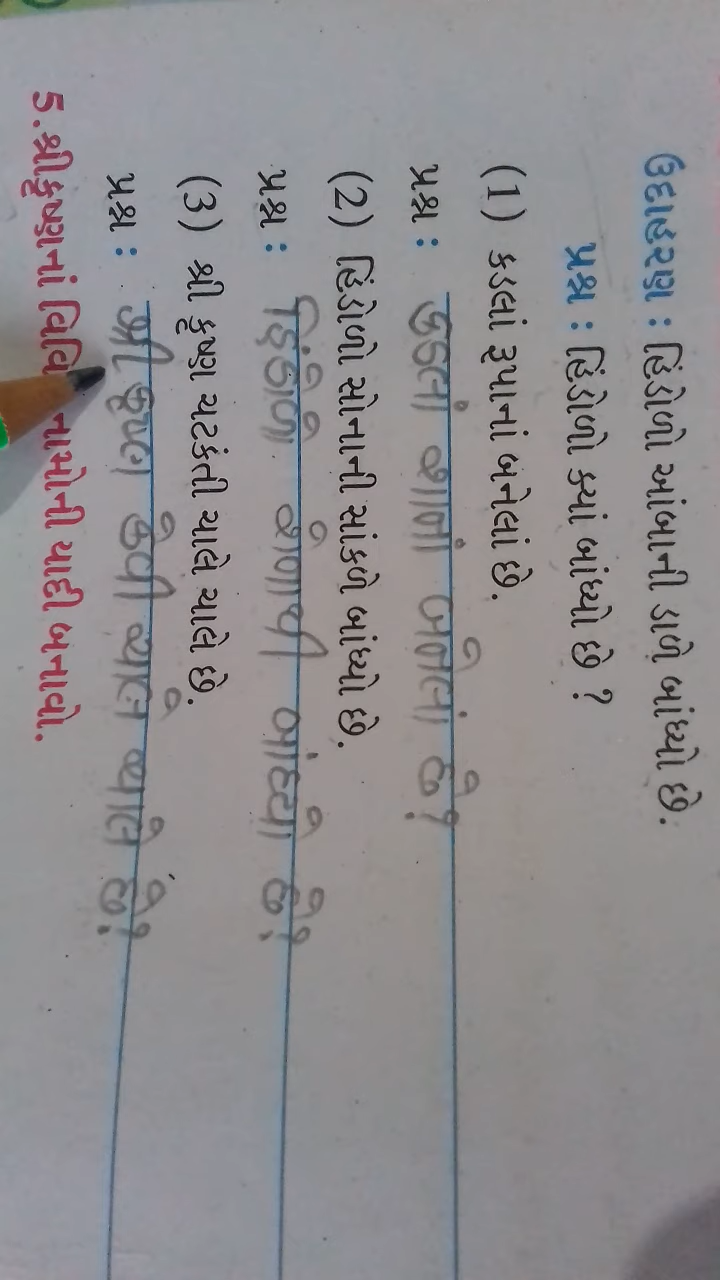 ઉદાહરણ : હિંડોળો આંબાની ડાળે બાંધ્યો છે.
પ્રશ્ન : હિંડોળો ક્યાં બાંધ્યો છે ?
(1) કડલાં રૂપાનાં બનેલાં છે.
પ્રશ્ન : કડલાં શાનાં બનેલાં છે?
(2) હિંડોળો સોનાની સાંકળે બાંધ્યો છે.
પ્રશ્ન : હિંડોળો શેનાથી બાંધ્યો છે?
(3) શ્રી કૃષ્ણ ચટકંતી ચાલે ચાલે છે.
પ્રશ્ન : શ્રી કૃષ્ણ કેવી ચાલે ચાલે છે?
5. શ્રીકૃષ્ણનાં નામોની યાદી બનાવો.